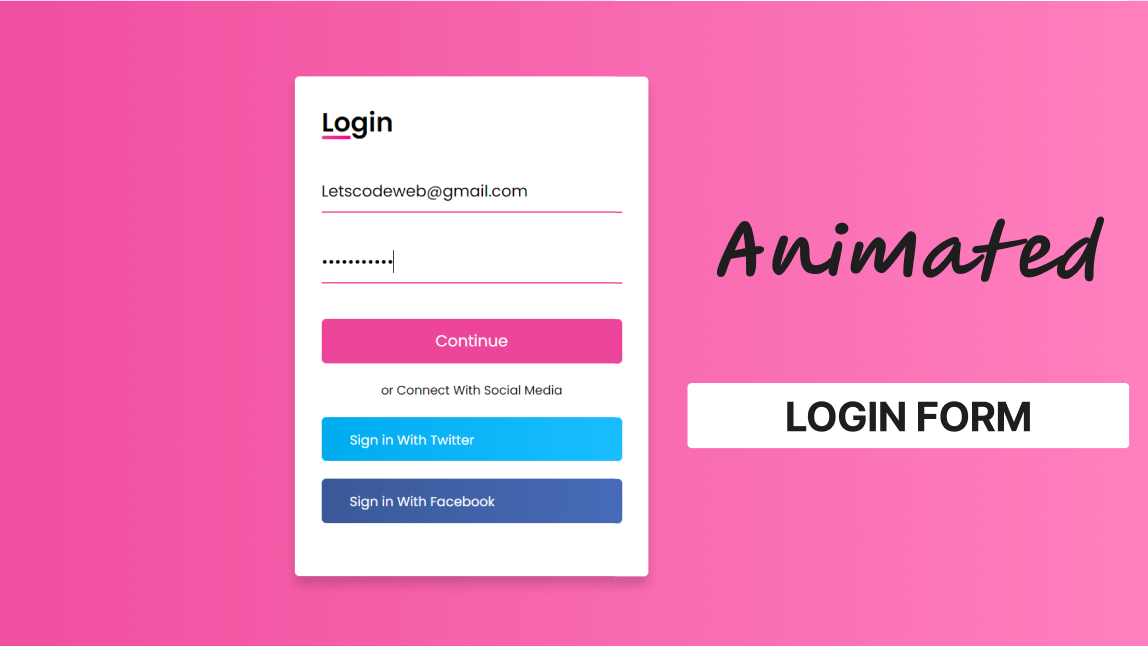 Login
Letscodeweb@gmail.com
•••••••••••
Continue
or Connect With Social Media
Sign in With Twitter
Sign in With Facebook
Animated
LOGIN FORM